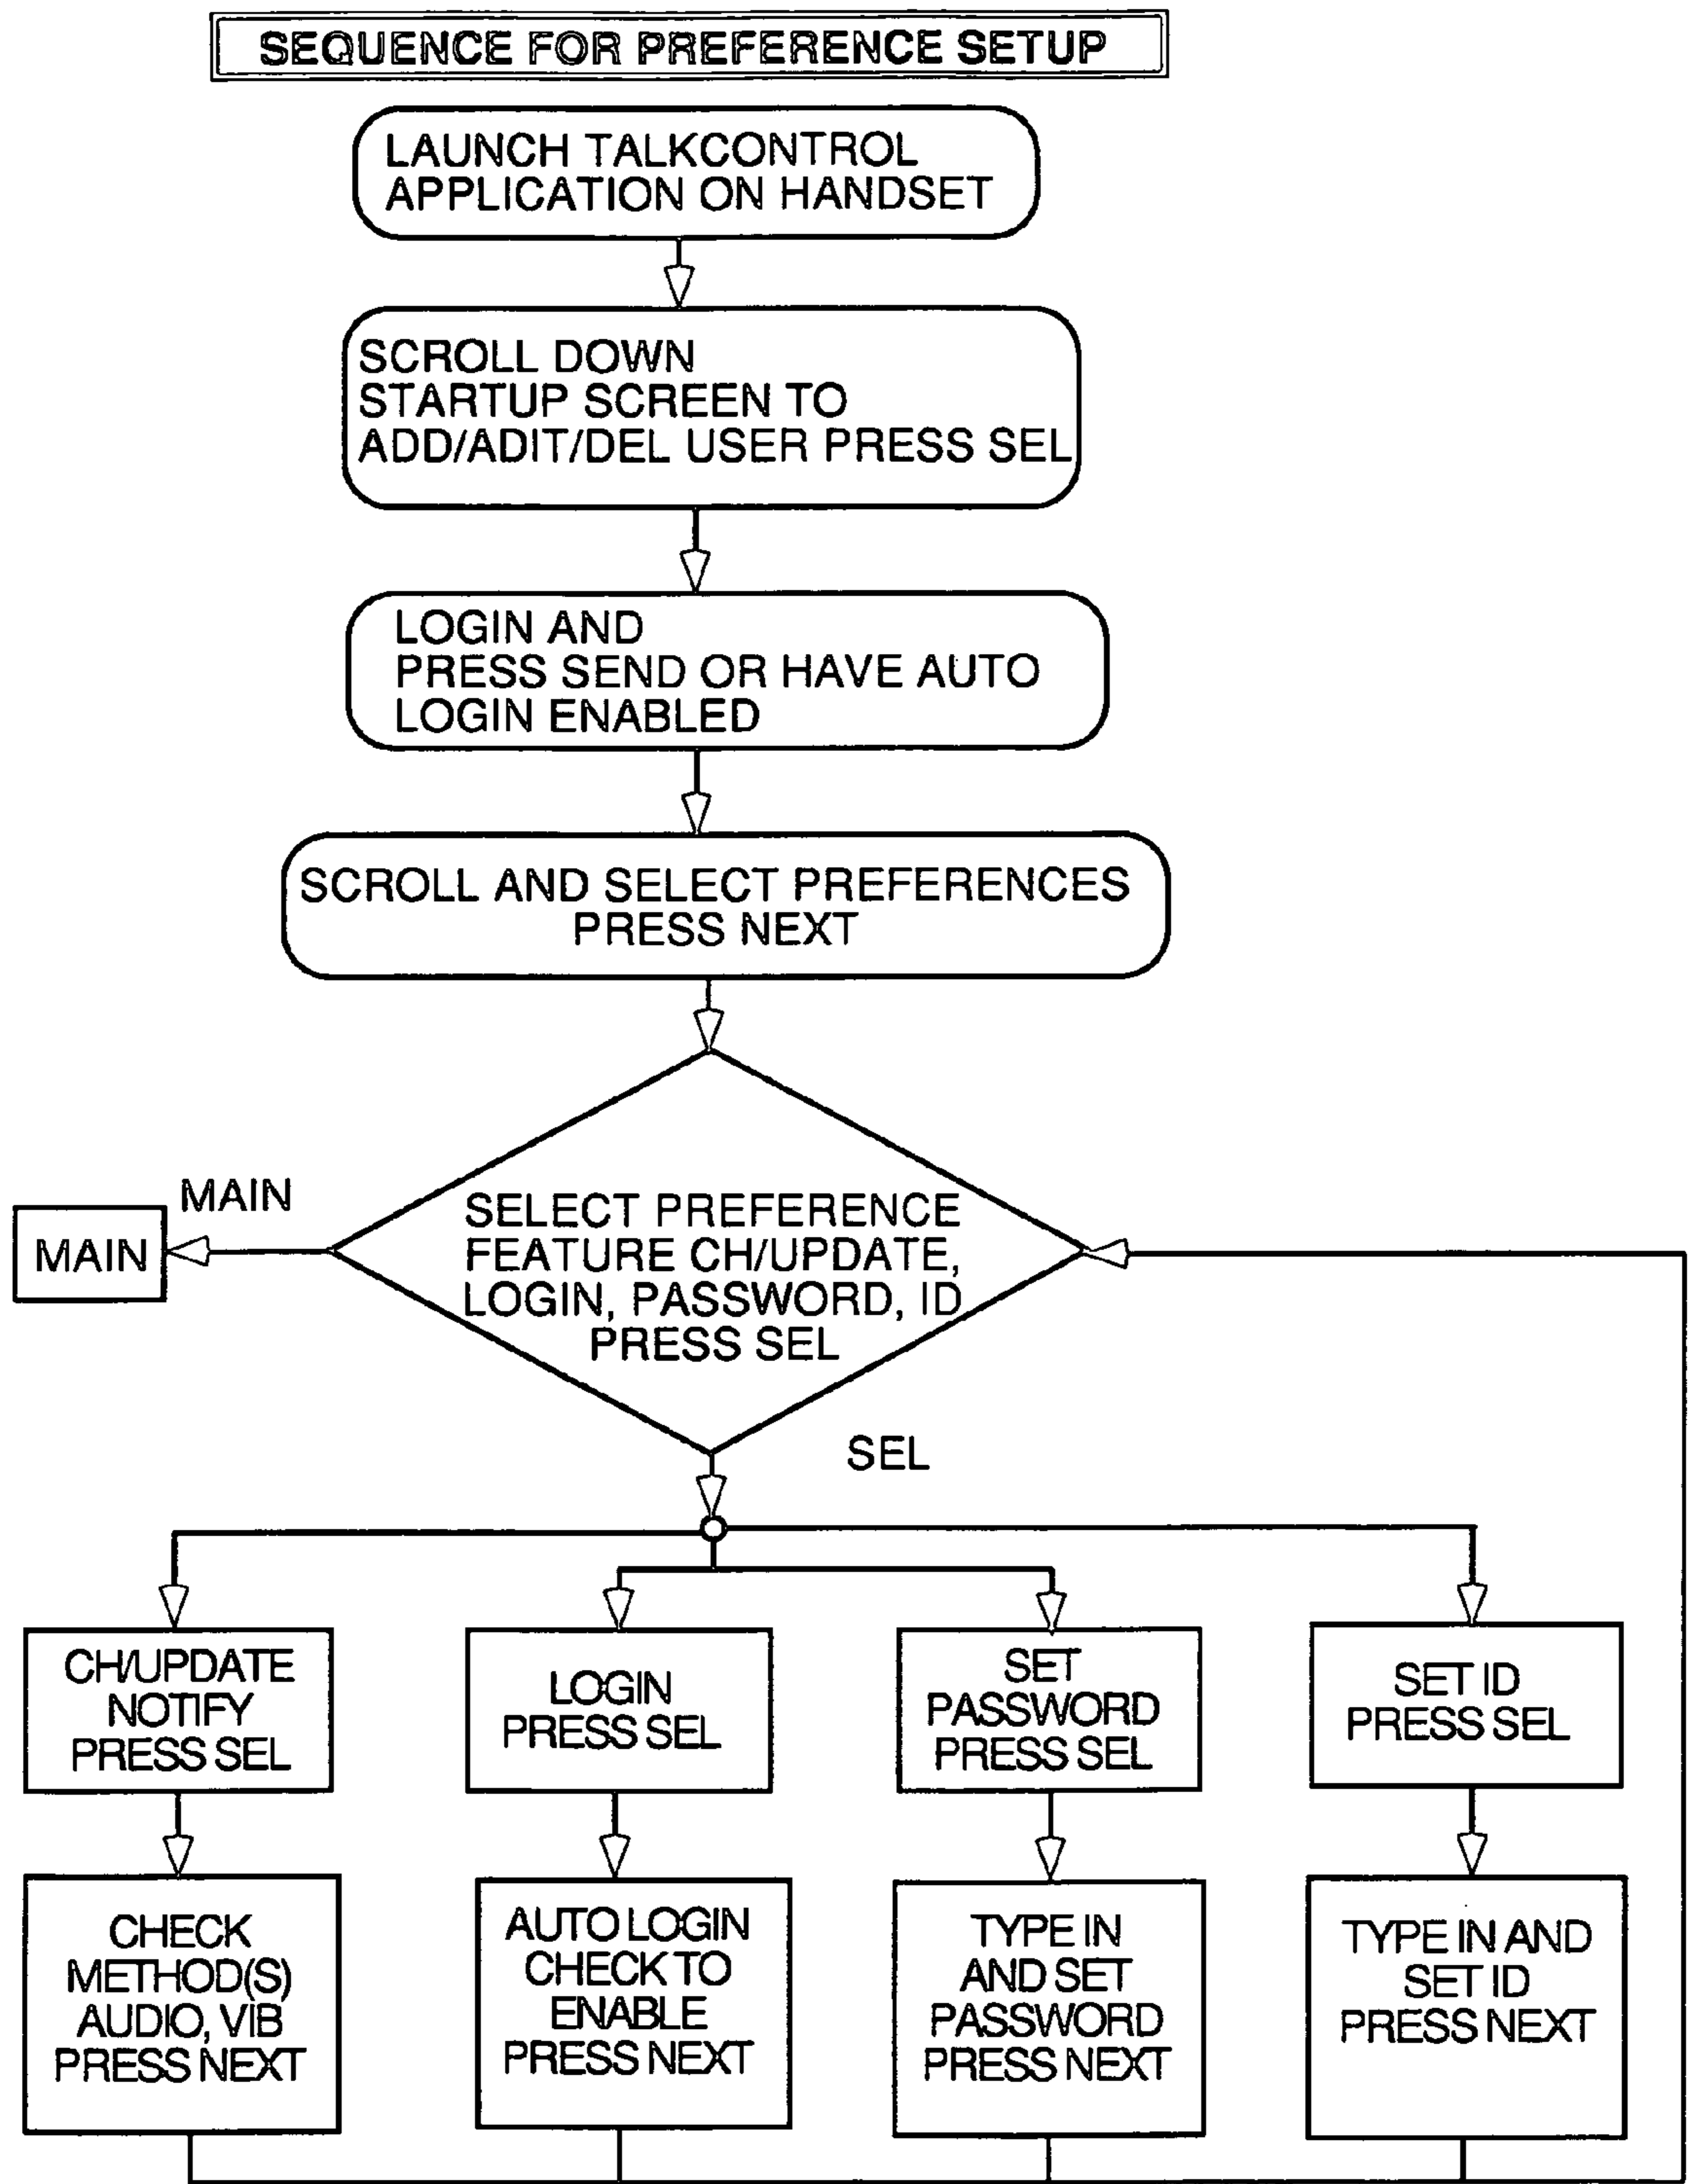 SEQUENCE FOR PREFERENCE SETUP
LAUNCH TALKCONTROL
APPLICATION ON HANDSET
SCROLL DOWN
STARTUP SCREEN TO
ADD/ADIT/DEL USER PRESS SEL
LOGIN AND
PRESS SEND OR HAVE AUTO
LOGIN ENABLED
SCROLL AND SELECT PREFERENCES
PRESS NEXT
MAIN
MAIN
SELECT PREFERENCE
FEATURE CH/UPDATE,
LOGIN, PASSWORD, ID
PRESS SEL
SEL
CH/UPDATE
NOTIFY
PRESS SEL
LOGIN
PRESS SEL
SET
PASSWORD
PRESS SEL
SET ID
PRESS SEL
CHECK
METHOD(S)
AUDIO, VIB
PRESS NEXT
AUTO LOGIN
CHECK TO
ENABLE
PRESS NEXT
TYPE IN
AND SET
PASSWORD
PRESS NEXT
TYPE IN AND
SET ID
PRESS NEXT